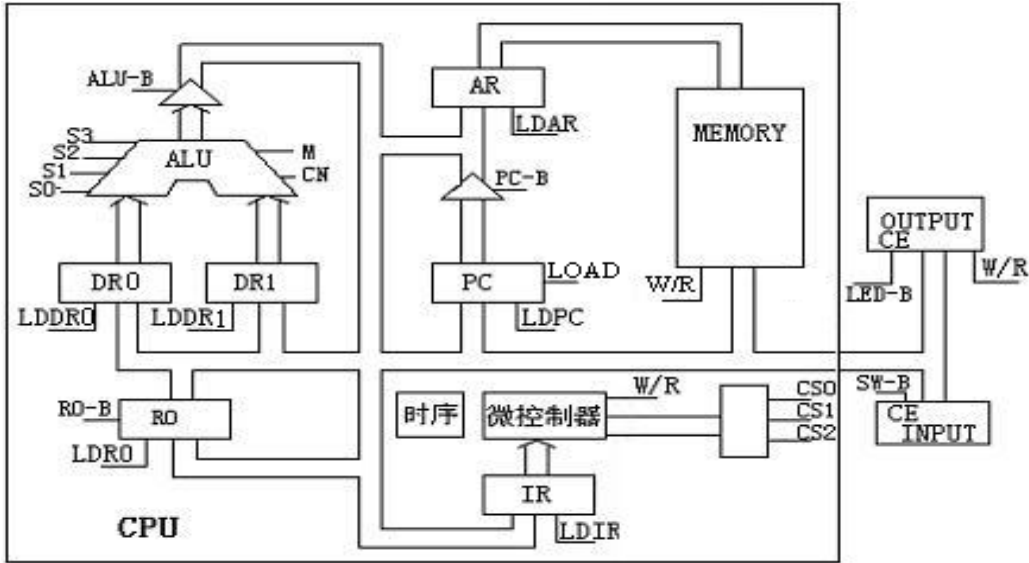 ALU-B
AR
LDAR
MEMORY
S3
S2
S1
S0
ALU
M
CN
PC-B
OUTPUT
CE
W/R
LED-B
DR0
DR1
PC
LOAD
W/R
LDDR0
LDDR1
LDPC
R0-B
R0
LDR0
时序
微控制器
W/R
CS0
CS1
CS2
SW-B
CE
INPUT
IR
LDIR
CPU